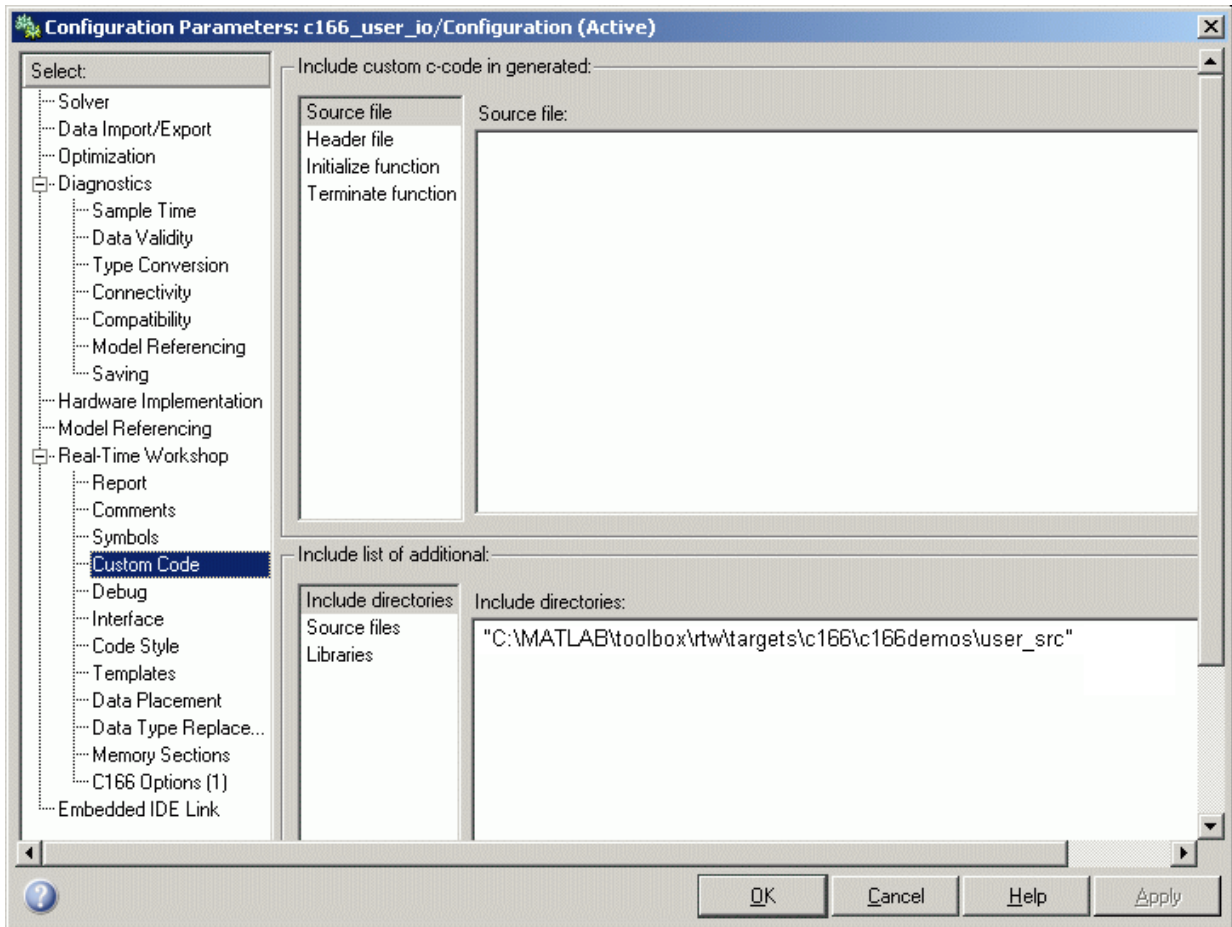 Configuration Parameters: c166_user_io/Configuration (Active)
Select:
Solver
Data Import/Export
Optimization
Diagnostics
Sample Time
Data Validity
Type Conversion
Connectivity
Compatibility
Model Referencing
Saving
Hardware Implementation
Model Referencing
Real-Time Workshop
Report
Comments
Symbols
Custom Code
Debug
Interface
Code Style
Templates
Data Placement
Data Type Replace...
Memory Sections
C166 Options (1)
Embedded IDE Link
Include custom c-code in generated:
Source file
Header file
Initialize function
Terminate function
Source file:
Include list of additional:
Include directories
Source files
Libraries
Include directories:
"C:\MATLAB\toolbox\rtw\targets\c166\c166demos\user_src"
OK
Cancel
Help
Apply